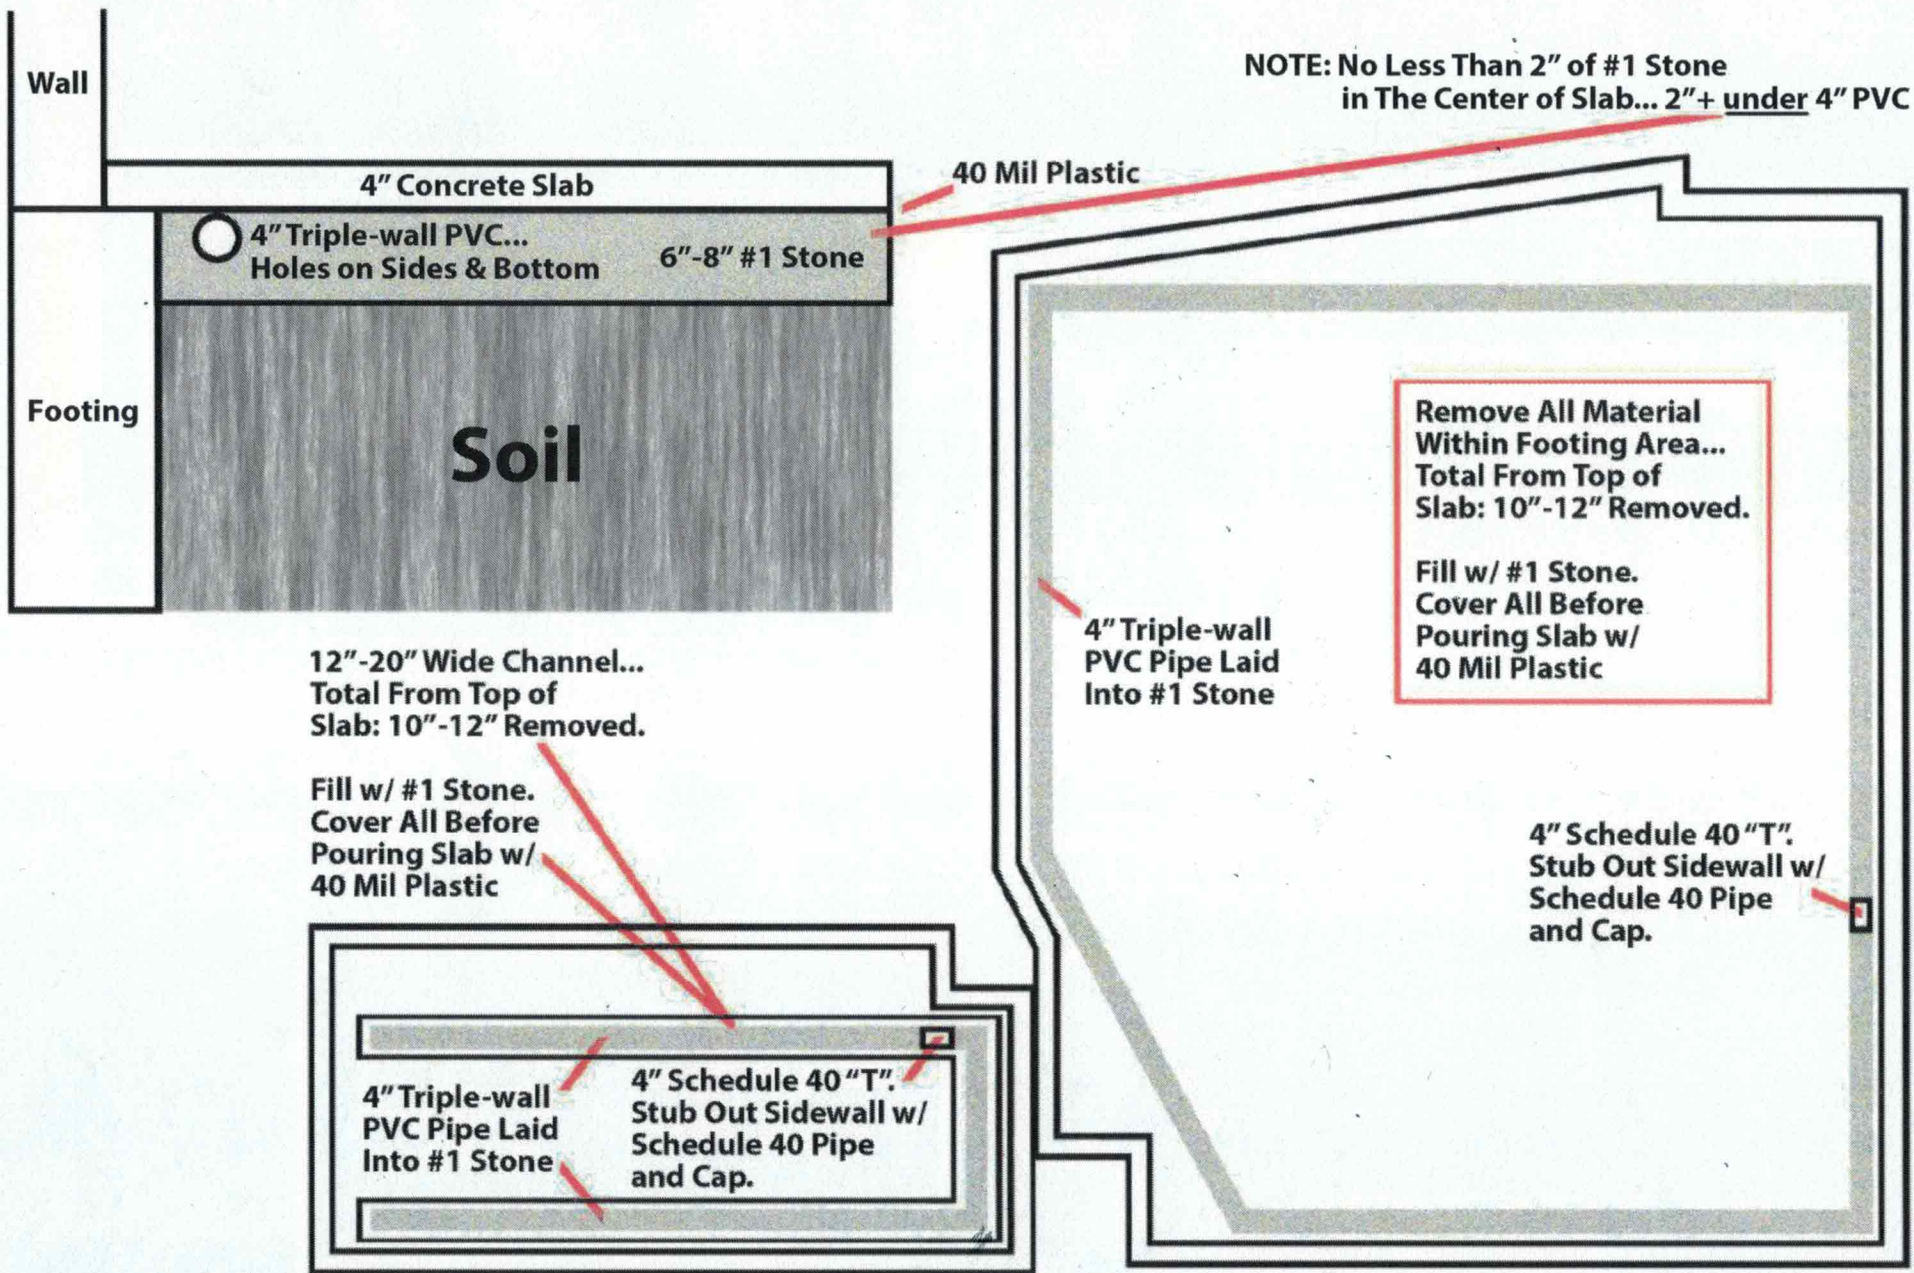 Wall
NOTE: No Less Than 2" of #1 Stone
in The Center of Slab... 2"+ under 4" PVC
4" Concrete Slab
40 Mil Plastic
4" Triple-wall PVC...
Holes on Sides & Bottom
6"-8" #1 Stone
Footing
Soil
Remove All Material
Within Footing Area...
Total From Top of
Slab: 10"-12" Removed.
Fill w/ #1 Stone.
Cover All Before
Pouring Slab w/
40 Mil Plastic
4" Triple-wall
PVC Pipe Laid
Into #1 Stone
12"-20" Wide Channel...
Total From Top of
Slab: 10"-12" Removed.
Fill w/ #1 Stone.
Cover All Before
Pouring Slab w/
40 Mil Plastic
4" Schedule 40 "T".
Stub Out Sidewall w/
Schedule 40 Pipe
and Cap.
4" Triple-wall
PVC Pipe Laid
Into #1 Stone
4" Schedule 40 "T".
Stub Out Sidewall w/
Schedule 40 Pipe
and Cap.